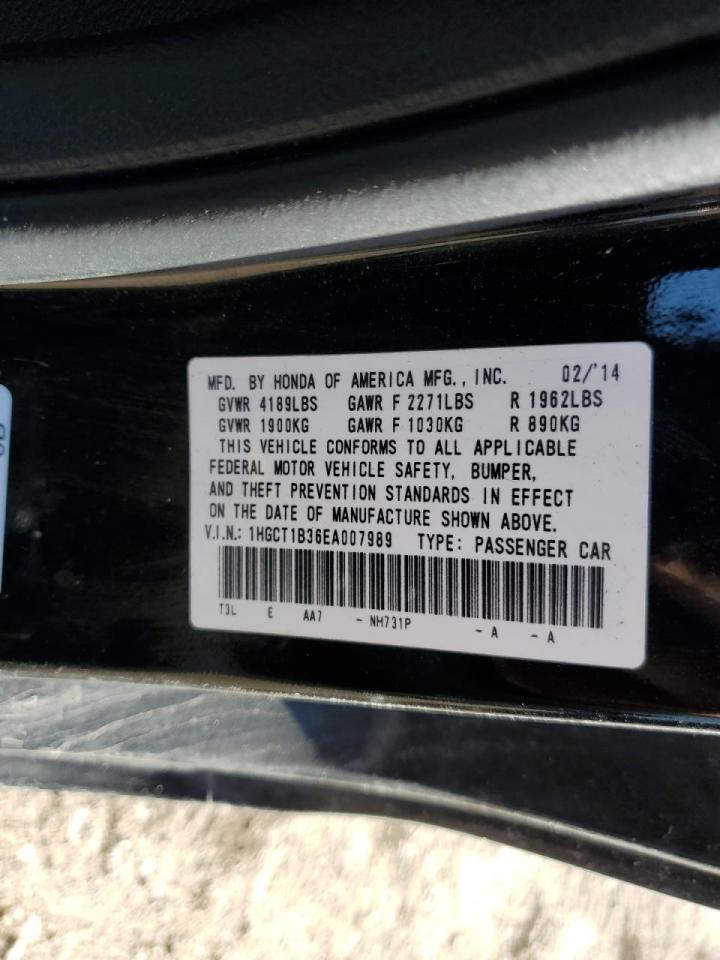 MFD. BY HONDA OF AMERICA MFG., INC. 02/'14
GVWR 4189LBS GAWR F 2271LBS R 1962LBS
GVWR 1900KG GAWR F 1030KG R 890KG
THIS VEHICLE CONFORMS TO ALL APPLICABLE
FEDERAL MOTOR VEHICLE SAFETY, BUMPER,
AND THEFT PREVENTION STANDARDS IN EFFECT
ON THE DATE OF MANUFACTURE SHOWN ABOVE.
V.I.N.: 1HGCT1B36EA007989 TYPE: PASSENGER CAR
T3L E AA7 - NH731P - A - A